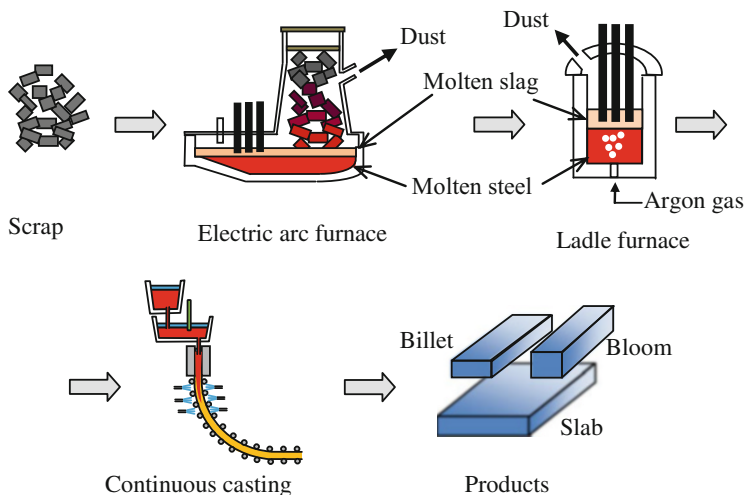 Dust
Dust
Molten slag
Molten steel
Argon gas
Scrap
Electric arc furnace
Ladle furnace
Billet
Bloom
Slab
Continuous casting
Products